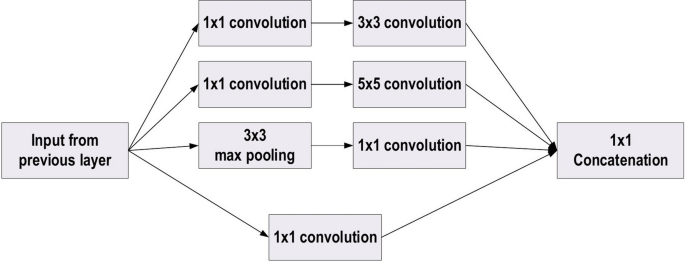 1x1 convolution
3x3 convolution
1x1 convolution
5x5 convolution
Input from
previous layer
3x3
max pooling
1x1 convolution
1x1
Concatenation
1x1 convolution